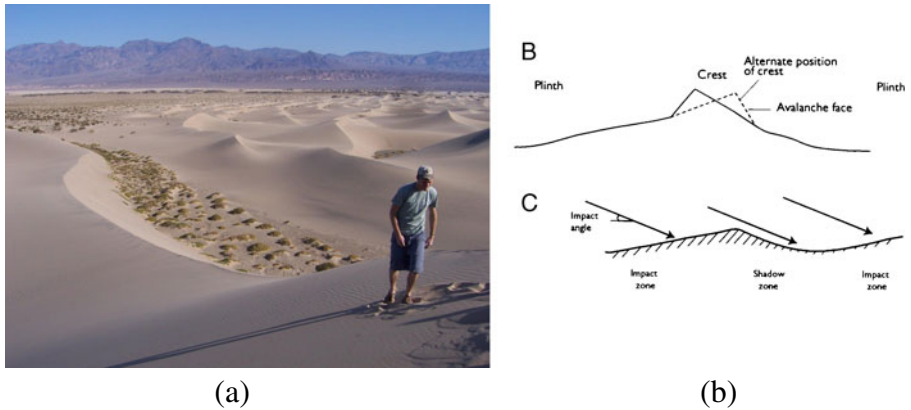 B
Alternate position
of crest
Crest
Plinth
Plinth
Avalanche face
C
Impact
angle
Impact
zone
Shadow
zone
Impact
zone
(a)
(b)